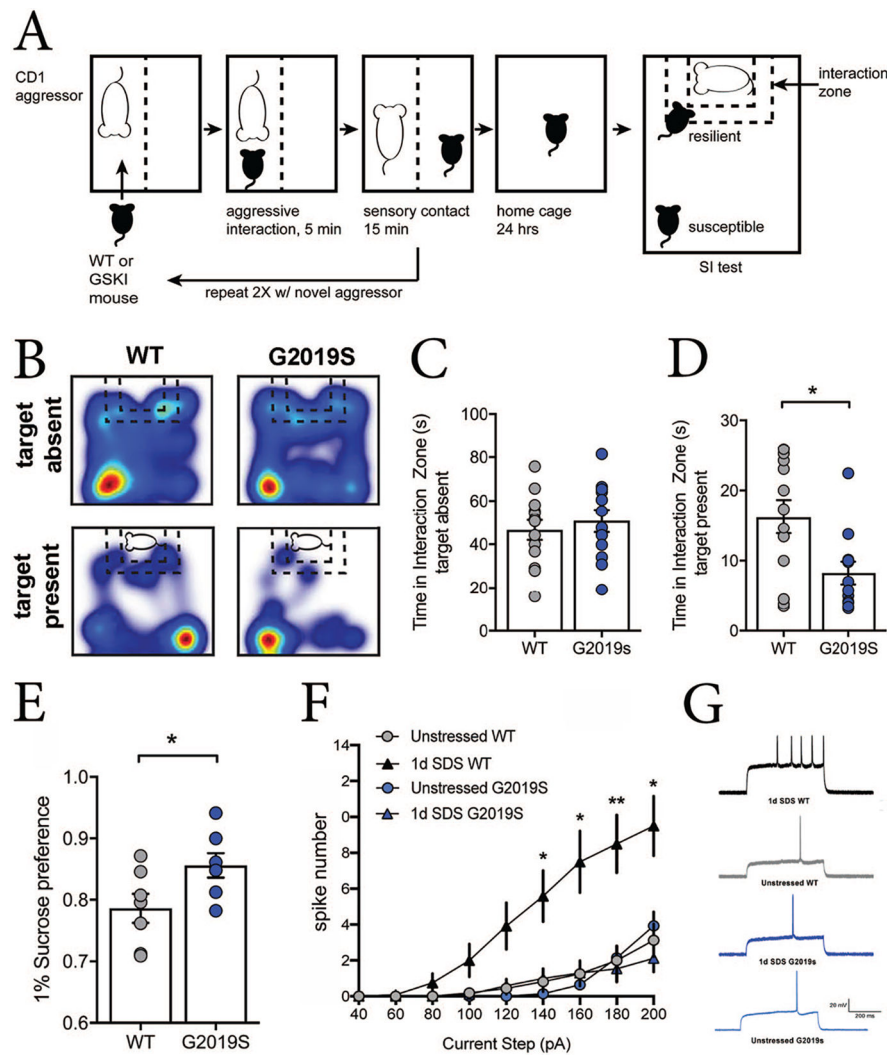 A
CD1
aggressor
WT or
GSKI
mouse
aggressive
interaction, 5 min
sensory contact
15 min
repeat 2X w/ novel aggressor
home cage
24 hrs
resilient
susceptible
SI test
interaction
zone
B
WT
G2019S
target
absent
target
present
C
Time in Interaction Zone (s)
target absent
100
80
60
40
20
0
WT
G2019s
D
Time in Interaction Zone (s)
target present
30
20
10
0
*
WT
G2019S
E
1% Sucrose preference
1.0
0.9
0.8
0.7
0.6
*
WT
G2019S
F
Unstressed WT
1d SDS WT
Unstressed G2019S
1d SDS G2019S
spike number
14
12
0
8
6
4
2
0
* * ** *
40 60 80 100 120 140 160 180 200
Current Step (pA)
G
1d SDS WT
Unstressed WT
1d SDS G2019s
Unstressed G2019s
20 mV
200 ms